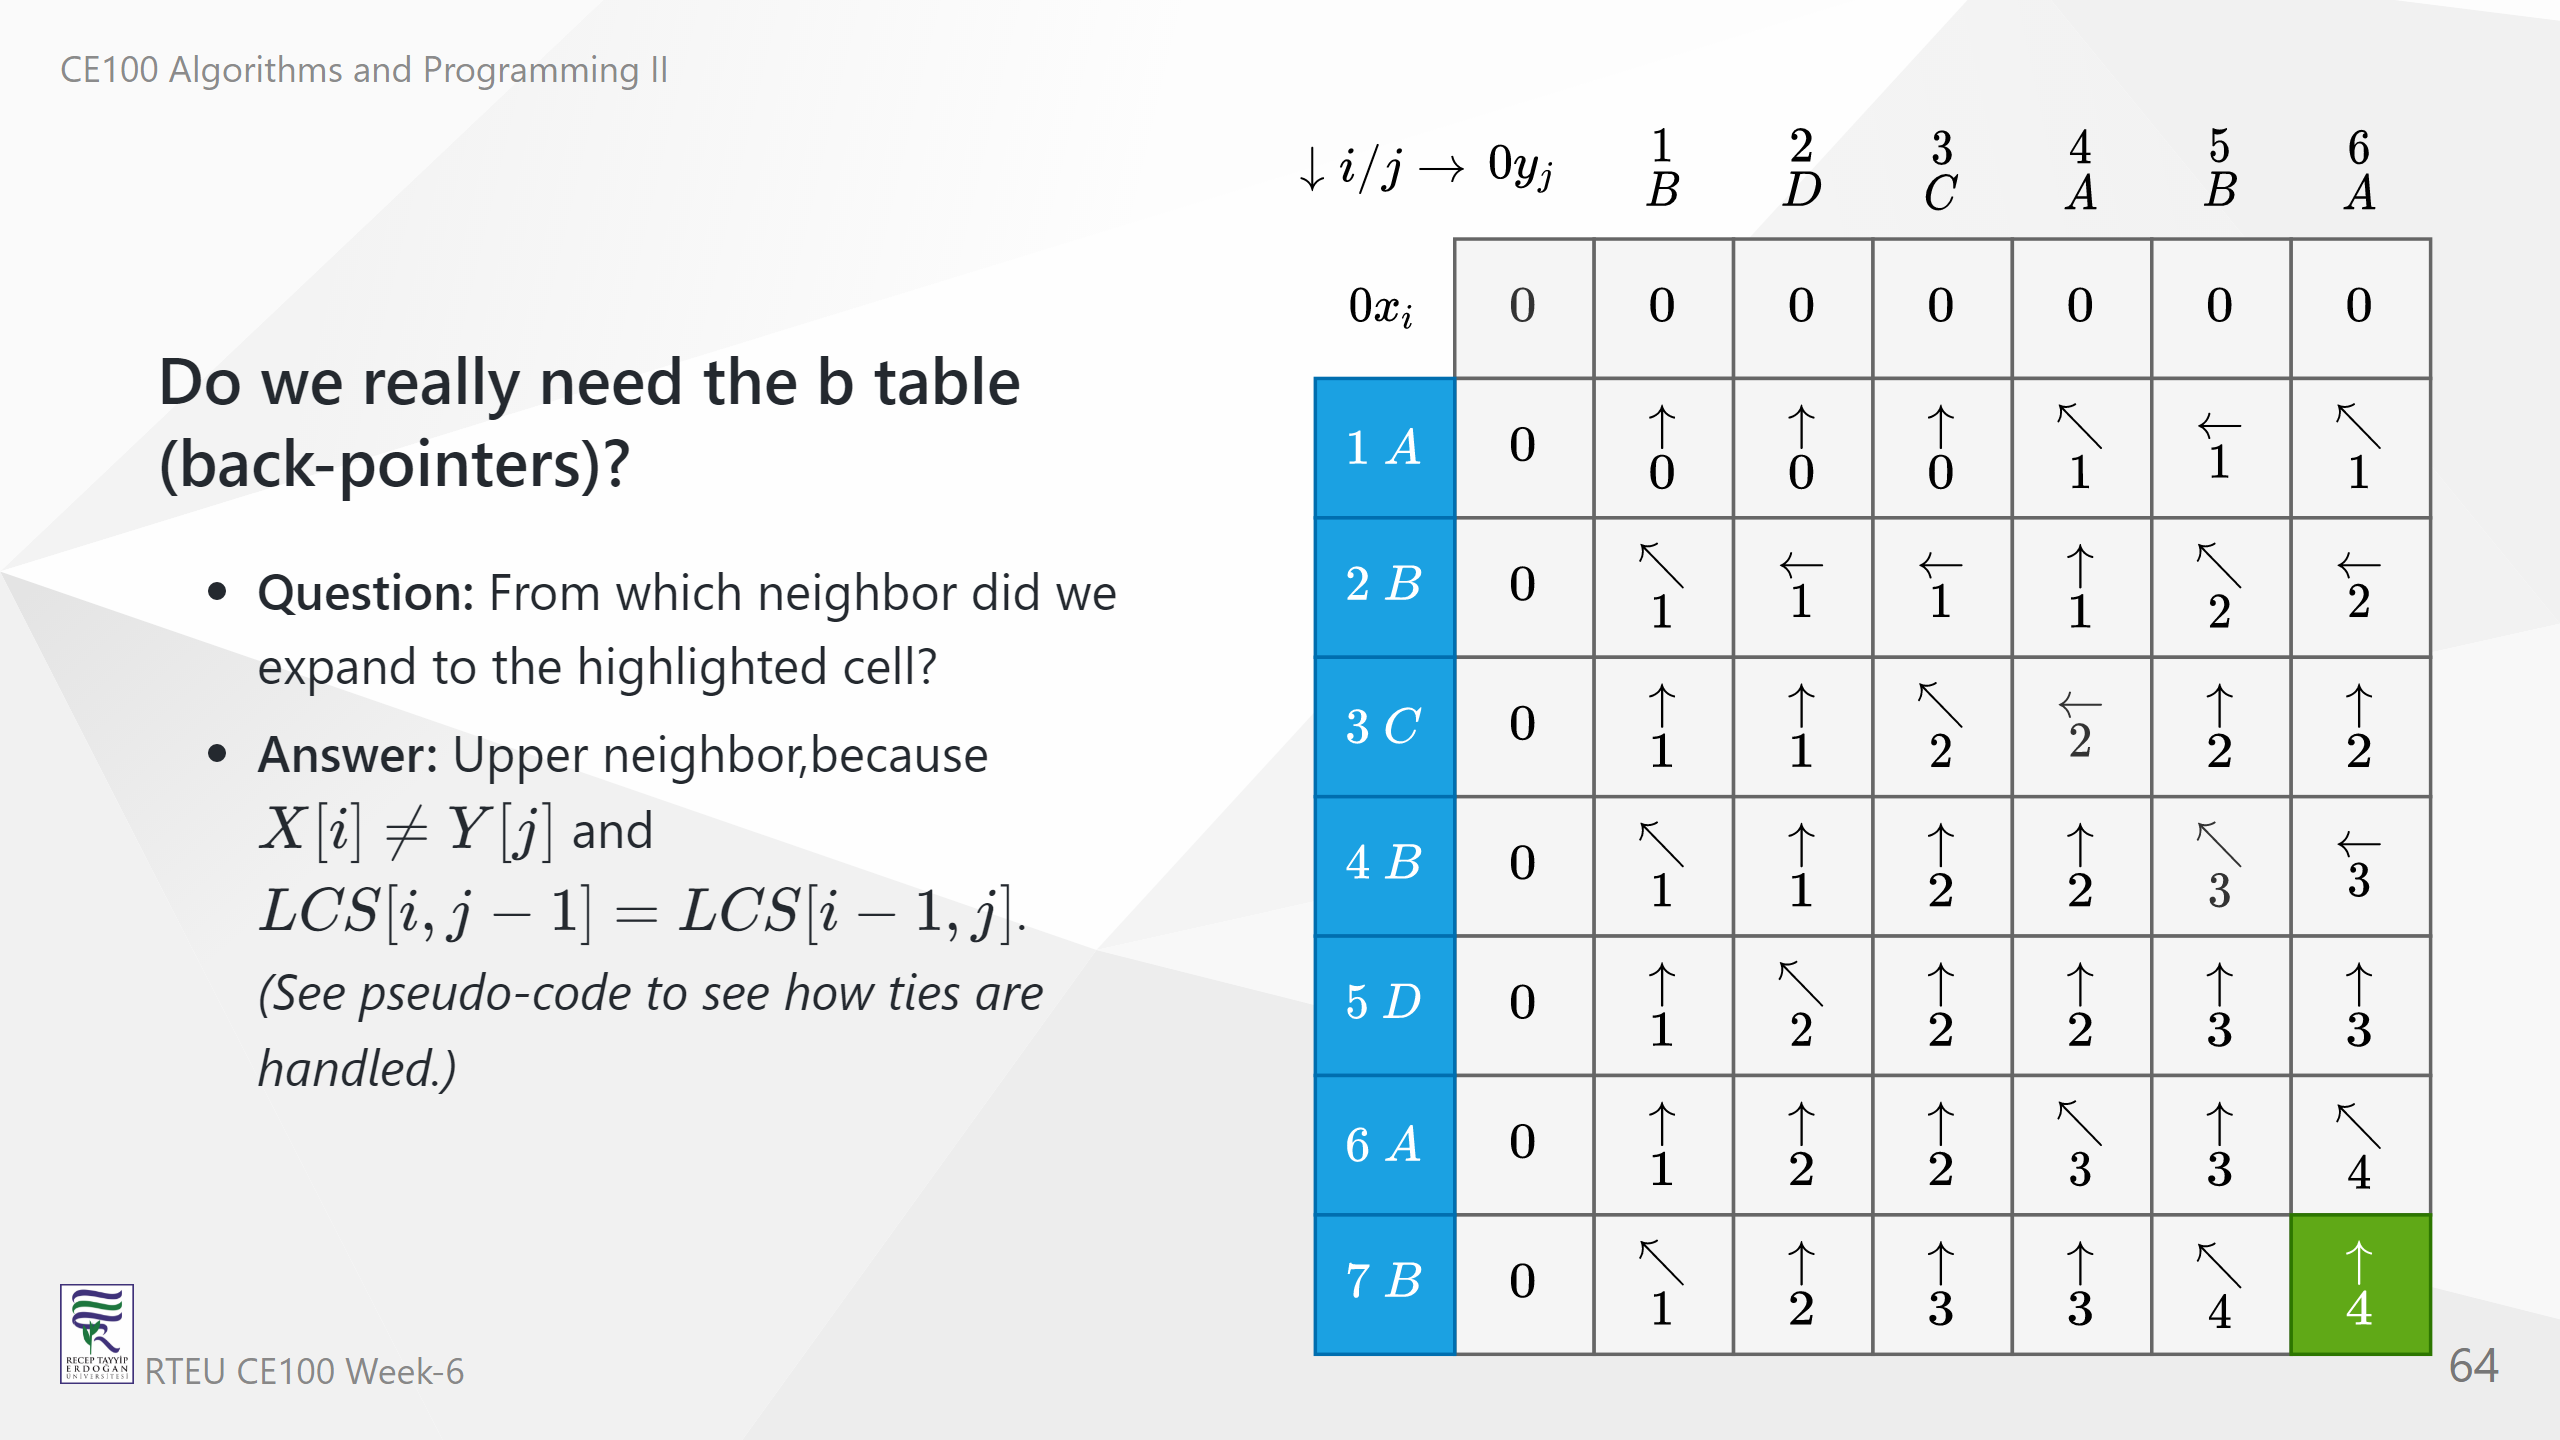 CE100 Algorithms and Programming II
Do we really need the b table
(back-pointers)?
• Question: From which neighbor did we
expand to the highlighted cell?
• Answer: Upper neighbor,because
X[i] ≠ Y[j] and
LCS[i, j − 1] = LCS[i − 1, j].
(See pseudo-code to see how ties are
handled.)
↓ i/j → 0y_j 1 2 3 4 5 6
B D C A B A
0x_i 0 0 0 0 0 0 0
1 A 0 ↑0 ↑0 ↑0 ↖1 ←1 ↖1
2 B 0 ↖1 ←1 ←1 ↑1 ↖2 ←2
3 C 0 ↑1 ↑1 ↖2 ←2 ↑2 ↑2
4 B 0 ↖1 ↑1 ↑2 ↑2 ↖3 ←3
5 D 0 ↑1 ↖2 ↑2 ↑2 ↑3 ↑3
6 A 0 ↑1 ↑2 ↑2 ↖3 ↑3 ↖4
7 B 0 ↖1 ↑2 ↑3 ↑3 ↖4 ↑4
RECEP TAYYİP
ERDOĞAN
ÜNİVERSİTESİ
RTEU CE100 Week-6
64